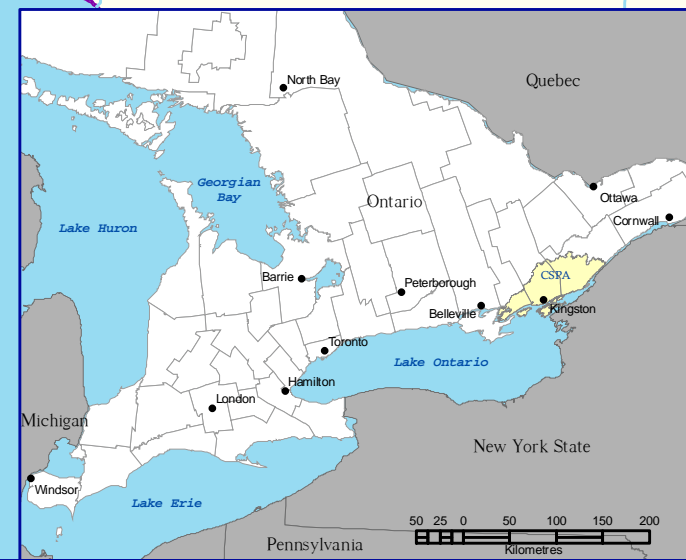 North Bay
Quebec
Georgian
Bay
Ontario
Ottawa
Lake Huron
Cornwall
Barrie
CSPA
Peterborough
Belleville
Kingston
Toronto
Lake Ontario
Hamilton
London
Michigan
New York State
Windsor
Lake Erie
50 25 0 50 100 150 200
Kilometres
Pennsylvania